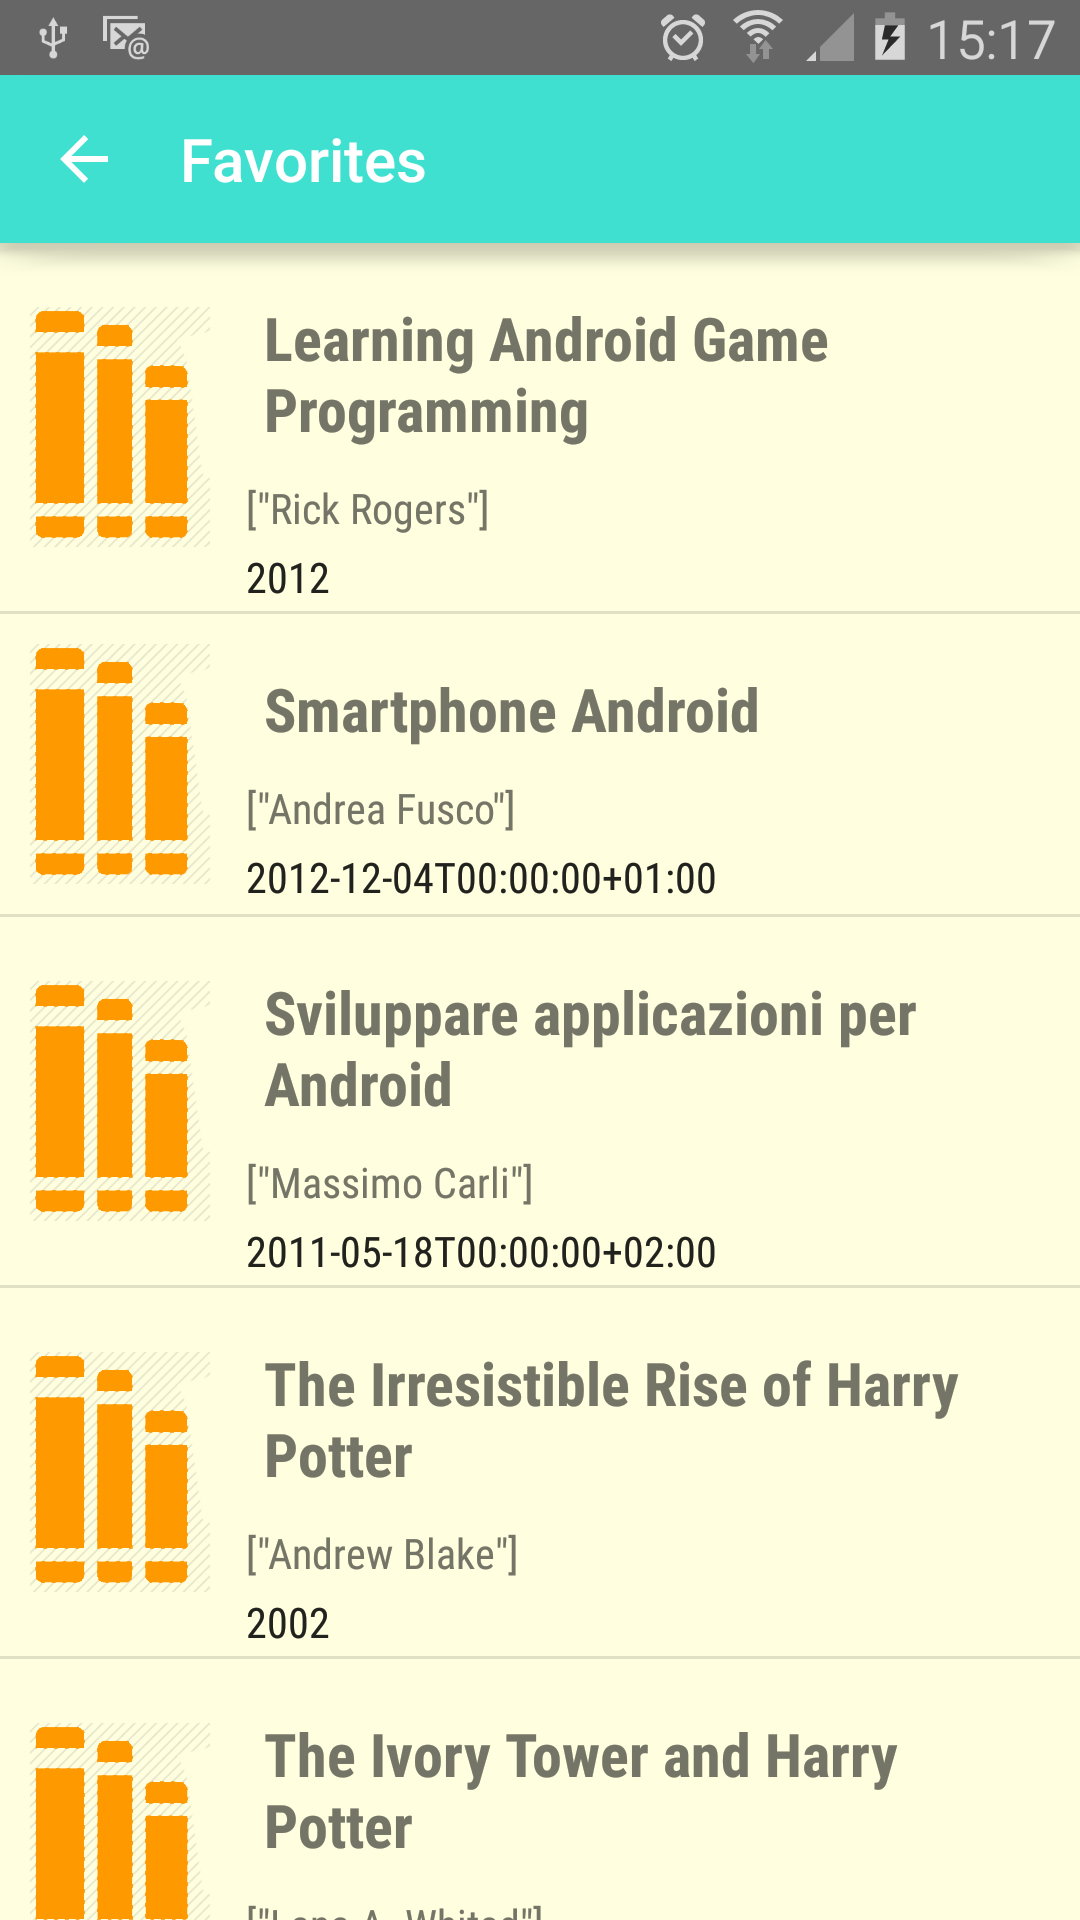 15:17
Favorites
Learning Android Game
Programming
["Rick Rogers"]
2012
Smartphone Android
["Andrea Fusco"]
2012-12-04T00:00:00+01:00
Sviluppare applicazioni per
Android
["Massimo Carli"]
2011-05-18T00:00:00+02:00
The Irresistible Rise of Harry
Potter
["Andrew Blake"]
2002
The Ivory Tower and Harry
Potter
["Lana A. Whited"]